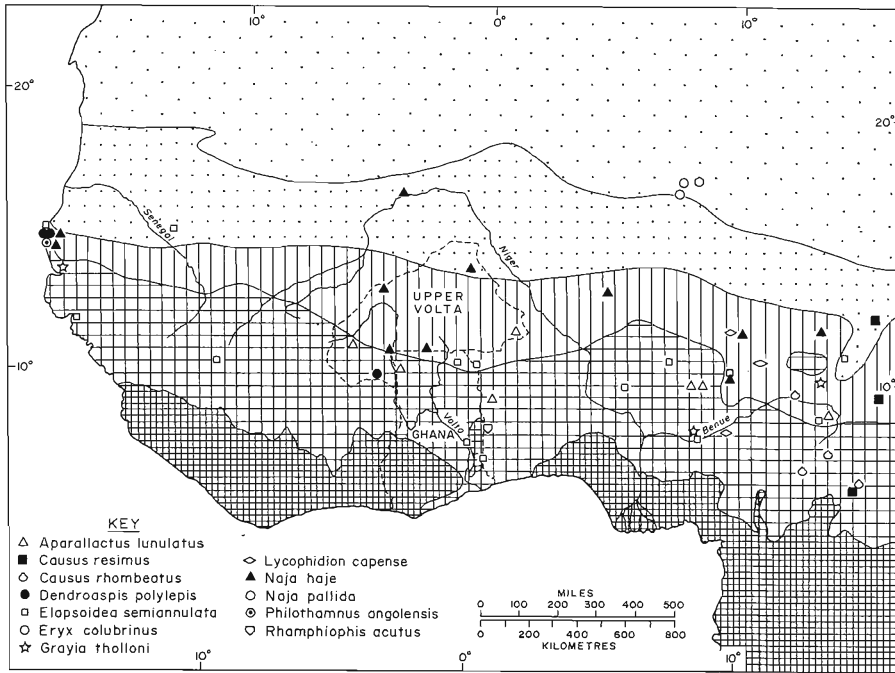 10° 0° 10°
20° 20°
Senegal
Niger
UPPER
VOLTA
10° 10°
Volta
GHANA
Benue
KEY
Aparallactus lunulatus
Causus resimus
Causus rhombeatus
Dendroaspis polylepis
Elapsoidea semiannulata
Eryx colubrinus
Grayia tholloni
Lycophidion capense
Naja haje
Naja pallida
Philothamnus angolensis
Rhamphiophis acutus
MILES
0 100 200 300 400 500
0 200 400 600 800
KILOMETRES
10° 0° 10°